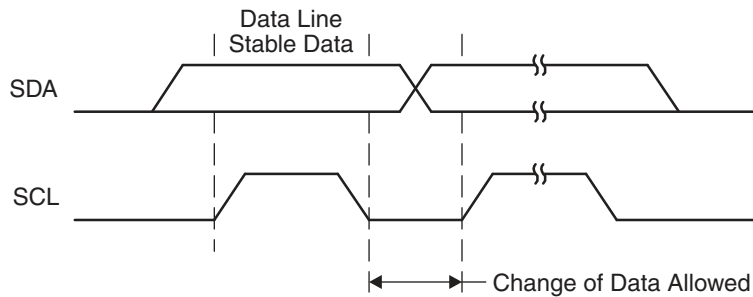 Data Line
Stable Data
SDA
SCL
Change of Data Allowed